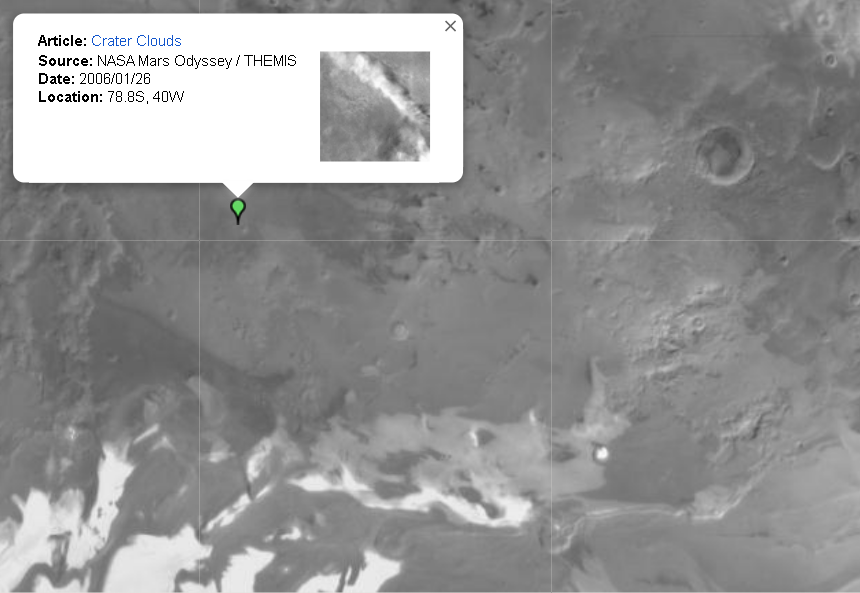 Article: Crater Clouds
Source: NASA Mars Odyssey / THEMIS
Date: 2006/01/26
Location: 78.8S, 40W